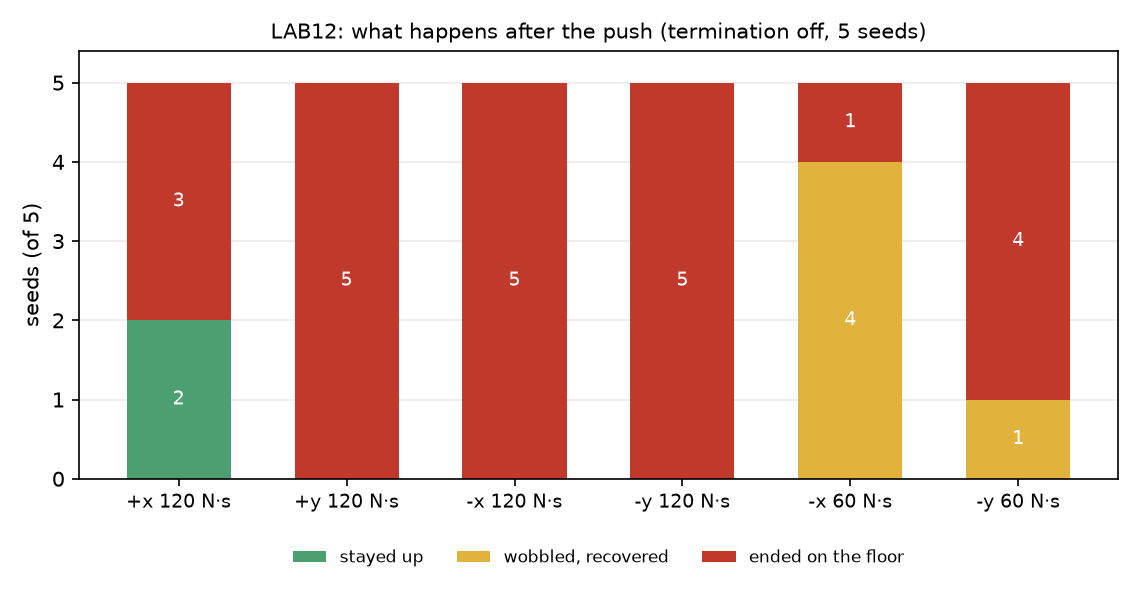 LAB12: what happens after the push (termination off, 5 seeds)
seeds (of 5)
5
4
3
2
1
0
3
2
5
5
5
1
4
4
1
+x 120 N·s
+y 120 N·s
-x 120 N·s
-y 120 N·s
-x 60 N·s
-y 60 N·s
stayed up
wobbled, recovered
ended on the floor